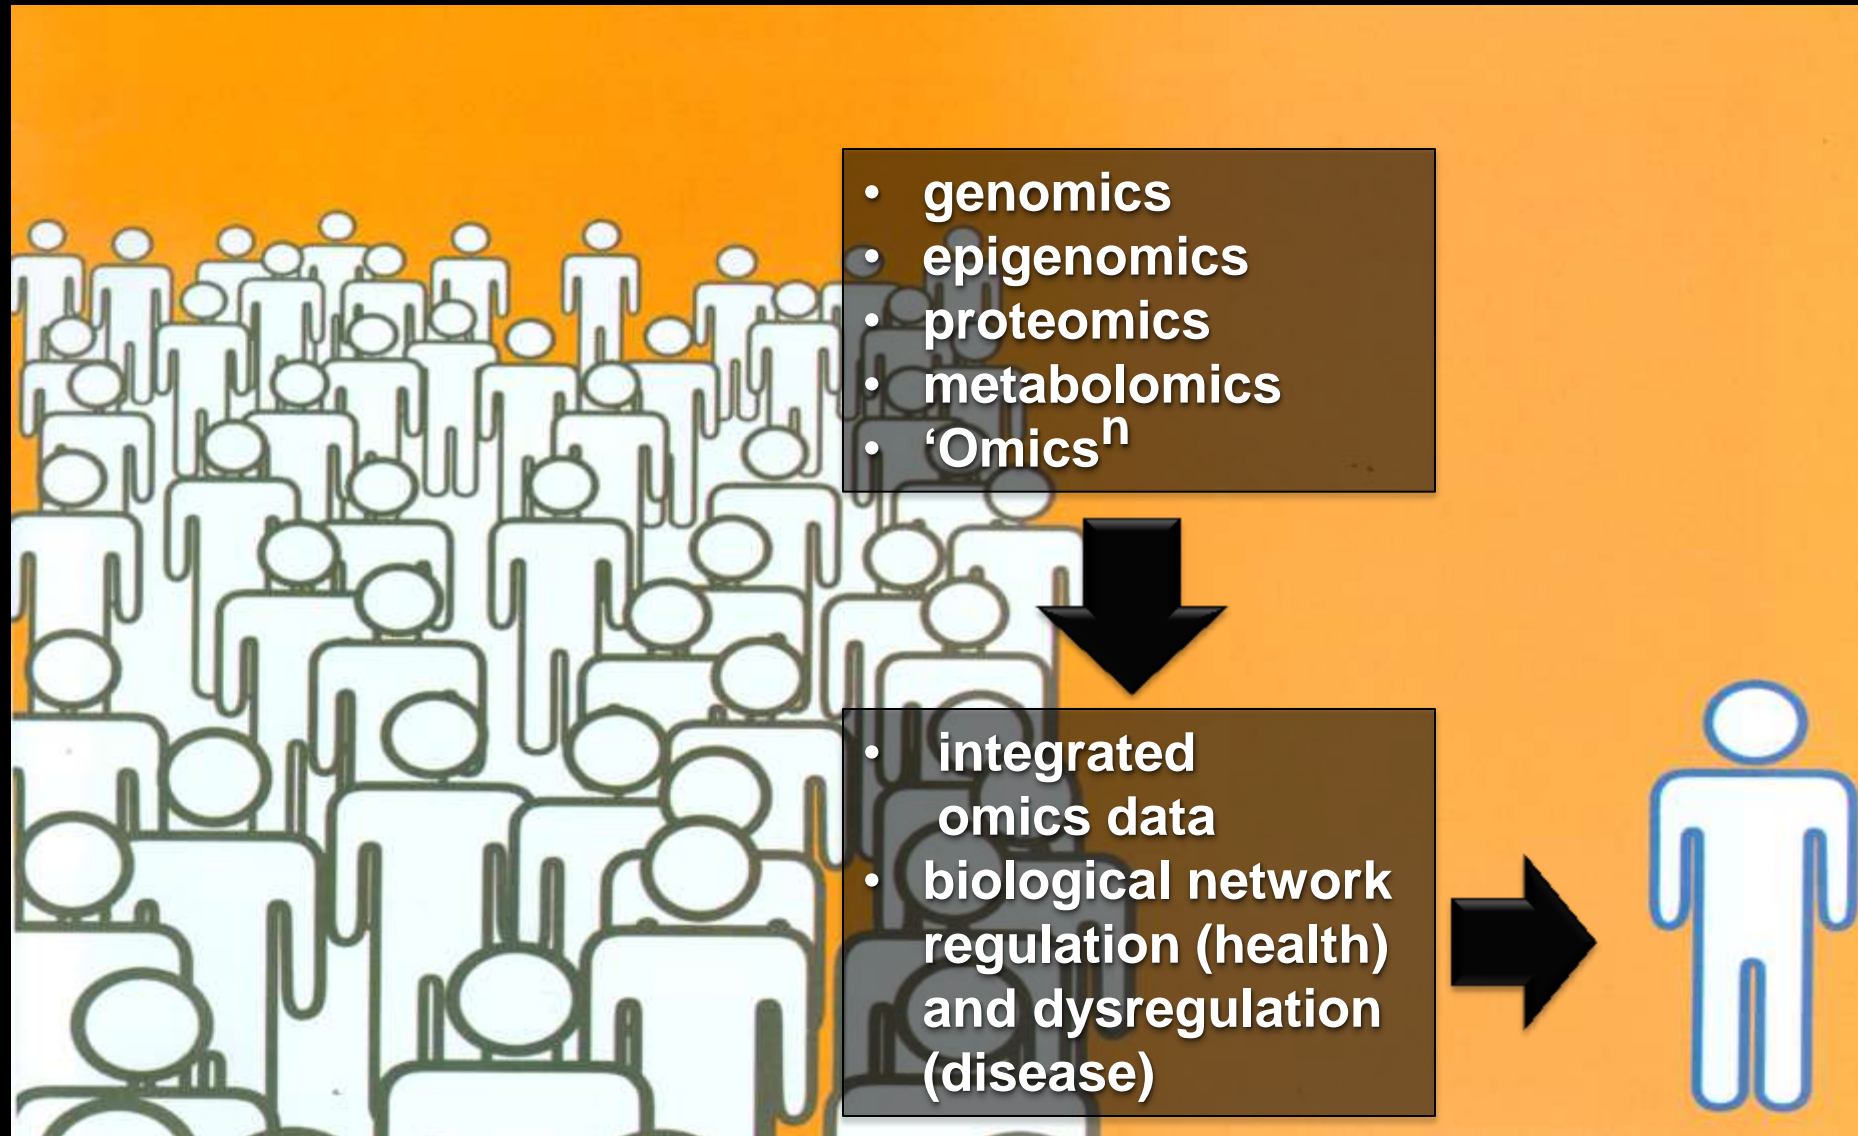 • genomics
• epigenomics
• proteomics
• metabolomics
• ‘Omicsⁿ
• integrated
omics data
• biological network
regulation (health)
and dysregulation
(disease)